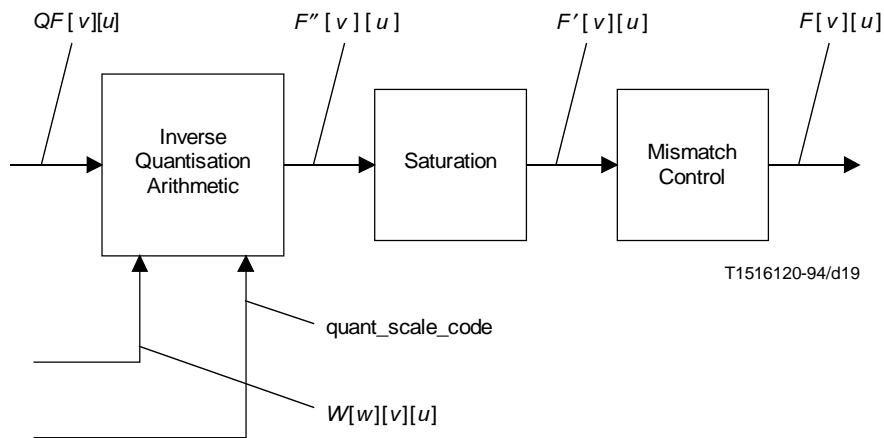 QF[v][u]
F″[v][u]
F′[v][u]
F[v][u]
Inverse
Quantisation
Arithmetic
Saturation
Mismatch
Control
T1516120-94/d19
quant_scale_code
W[w][v][u]